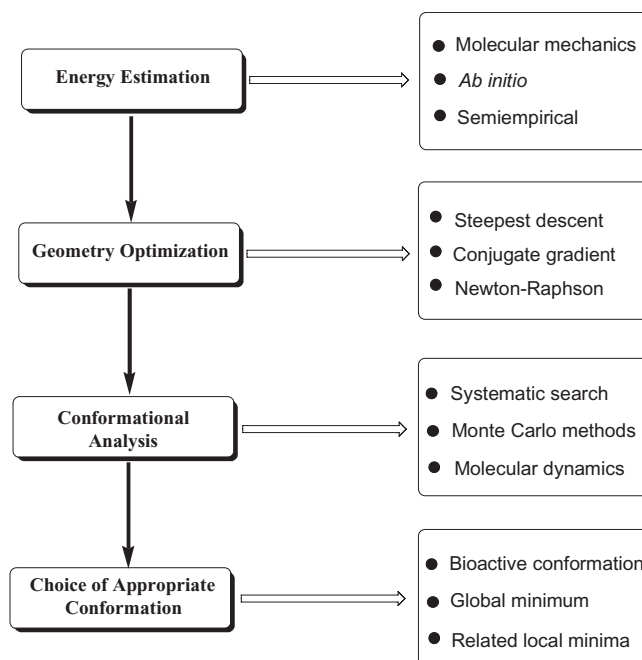 Energy Estimation
● Molecular mechanics
● Ab initio
● Semiempirical
Geometry Optimization
● Steepest descent
● Conjugate gradient
● Newton-Raphson
Conformational
Analysis
● Systematic search
● Monte Carlo methods
● Molecular dynamics
Choice of Appropriate
Conformation
● Bioactive conformation
● Global minimum
● Related local minima